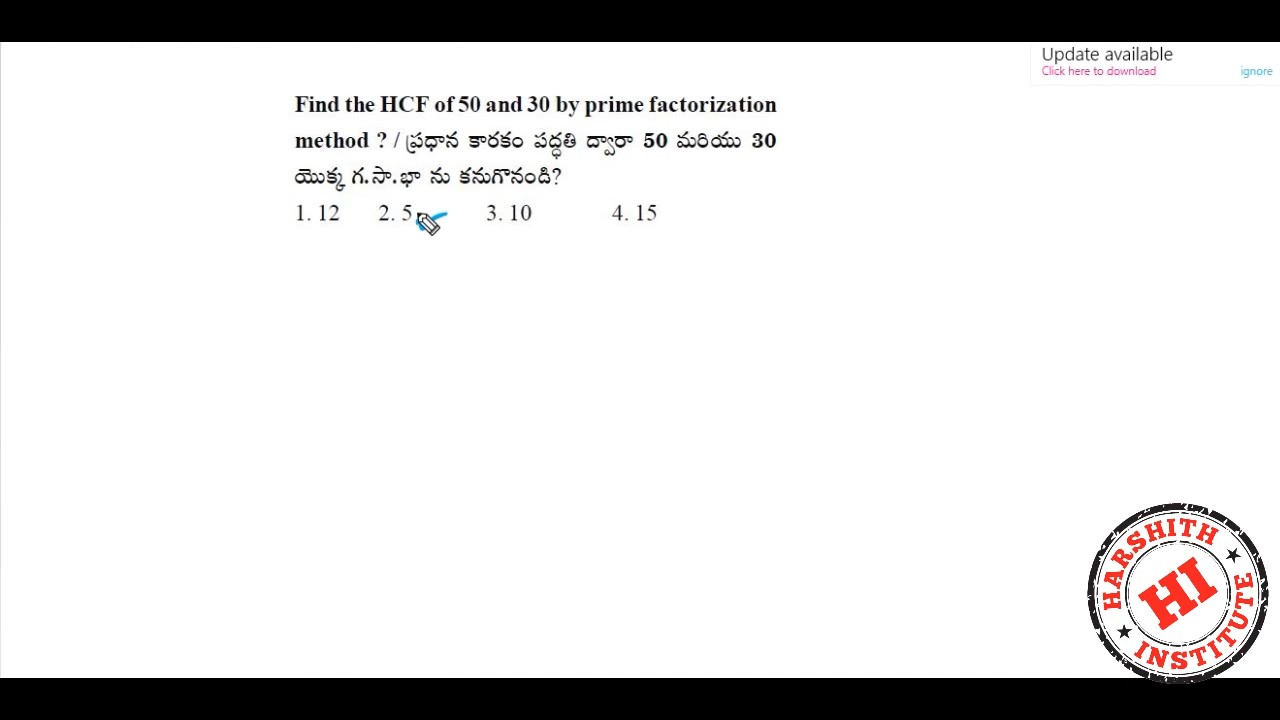 Update available
Click here to download ignore
Find the HCF of 50 and 30 by prime factorization
method ? / ప్రధాన కారకం పద్ధతి ద్వారా 50 మరియు 30
యొక్క గ.సా.భా ను కనుగొనండి?
1. 12 2. 5 3. 10 4. 15
HARSHITH
HI
INSTITUTE